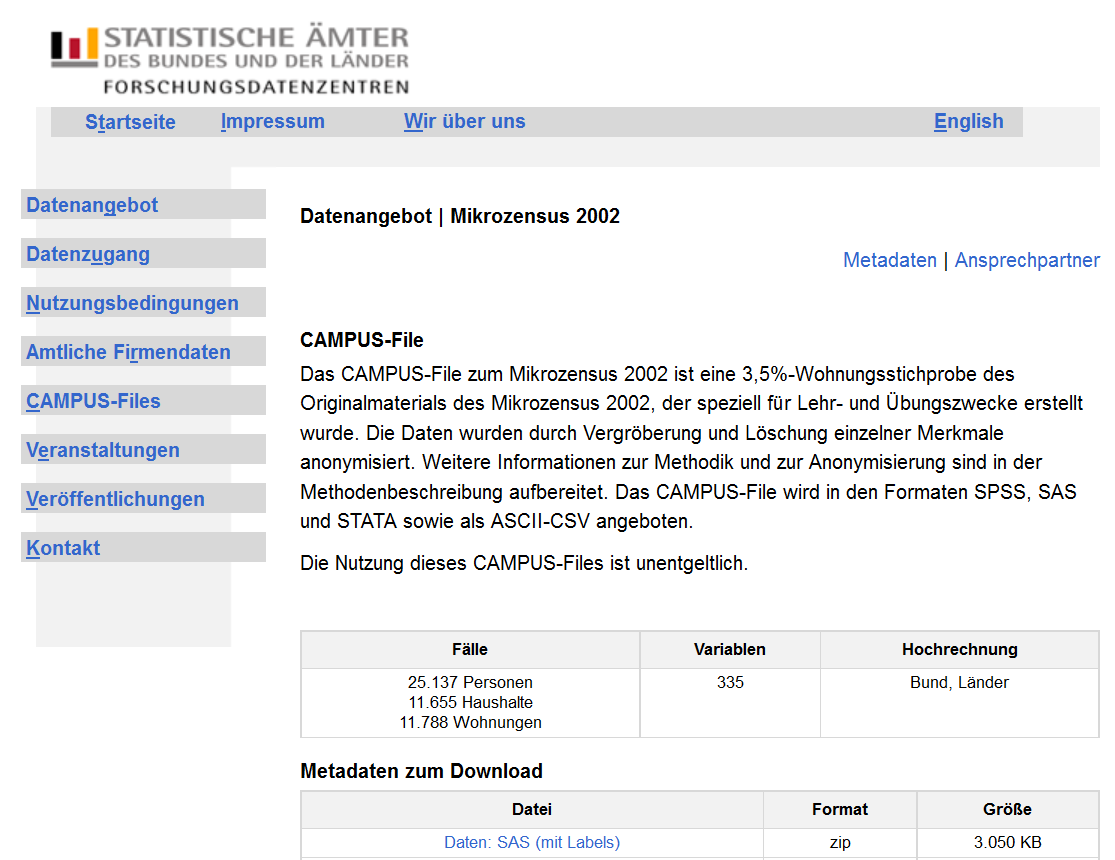 STATISTISCHE ÄMTER
DES BUNDES UND DER LÄNDER
FORSCHUNGSDATENZENTREN
Startseite Impressum Wir über uns English
Datenangebot
Datenzugang
Nutzungsbedingungen
Amtliche Firmendaten
CAMPUS-Files
Veranstaltungen
Veröffentlichungen
Kontakt
Datenangebot | Mikrozensus 2002
Metadaten | Ansprechpartner
CAMPUS-File
Das CAMPUS-File zum Mikrozensus 2002 ist eine 3,5%-Wohnungsstichprobe des
Originalmaterials des Mikrozensus 2002, der speziell für Lehr- und Übungszwecke erstellt
wurde. Die Daten wurden durch Vergröberung und Löschung einzelner Merkmale
anonymisiert. Weitere Informationen zur Methodik und zur Anonymisierung sind in der
Methodenbeschreibung aufbereitet. Das CAMPUS-File wird in den Formaten SPSS, SAS
und STATA sowie als ASCII-CSV angeboten.
Die Nutzung dieses CAMPUS-Files ist unentgeltlich.
Fälle Variablen Hochrechnung
25.137 Personen 335 Bund, Länder
11.655 Haushalte
11.788 Wohnungen
Metadaten zum Download
Datei Format Größe
Daten: SAS (mit Labels) zip 3.050 KB